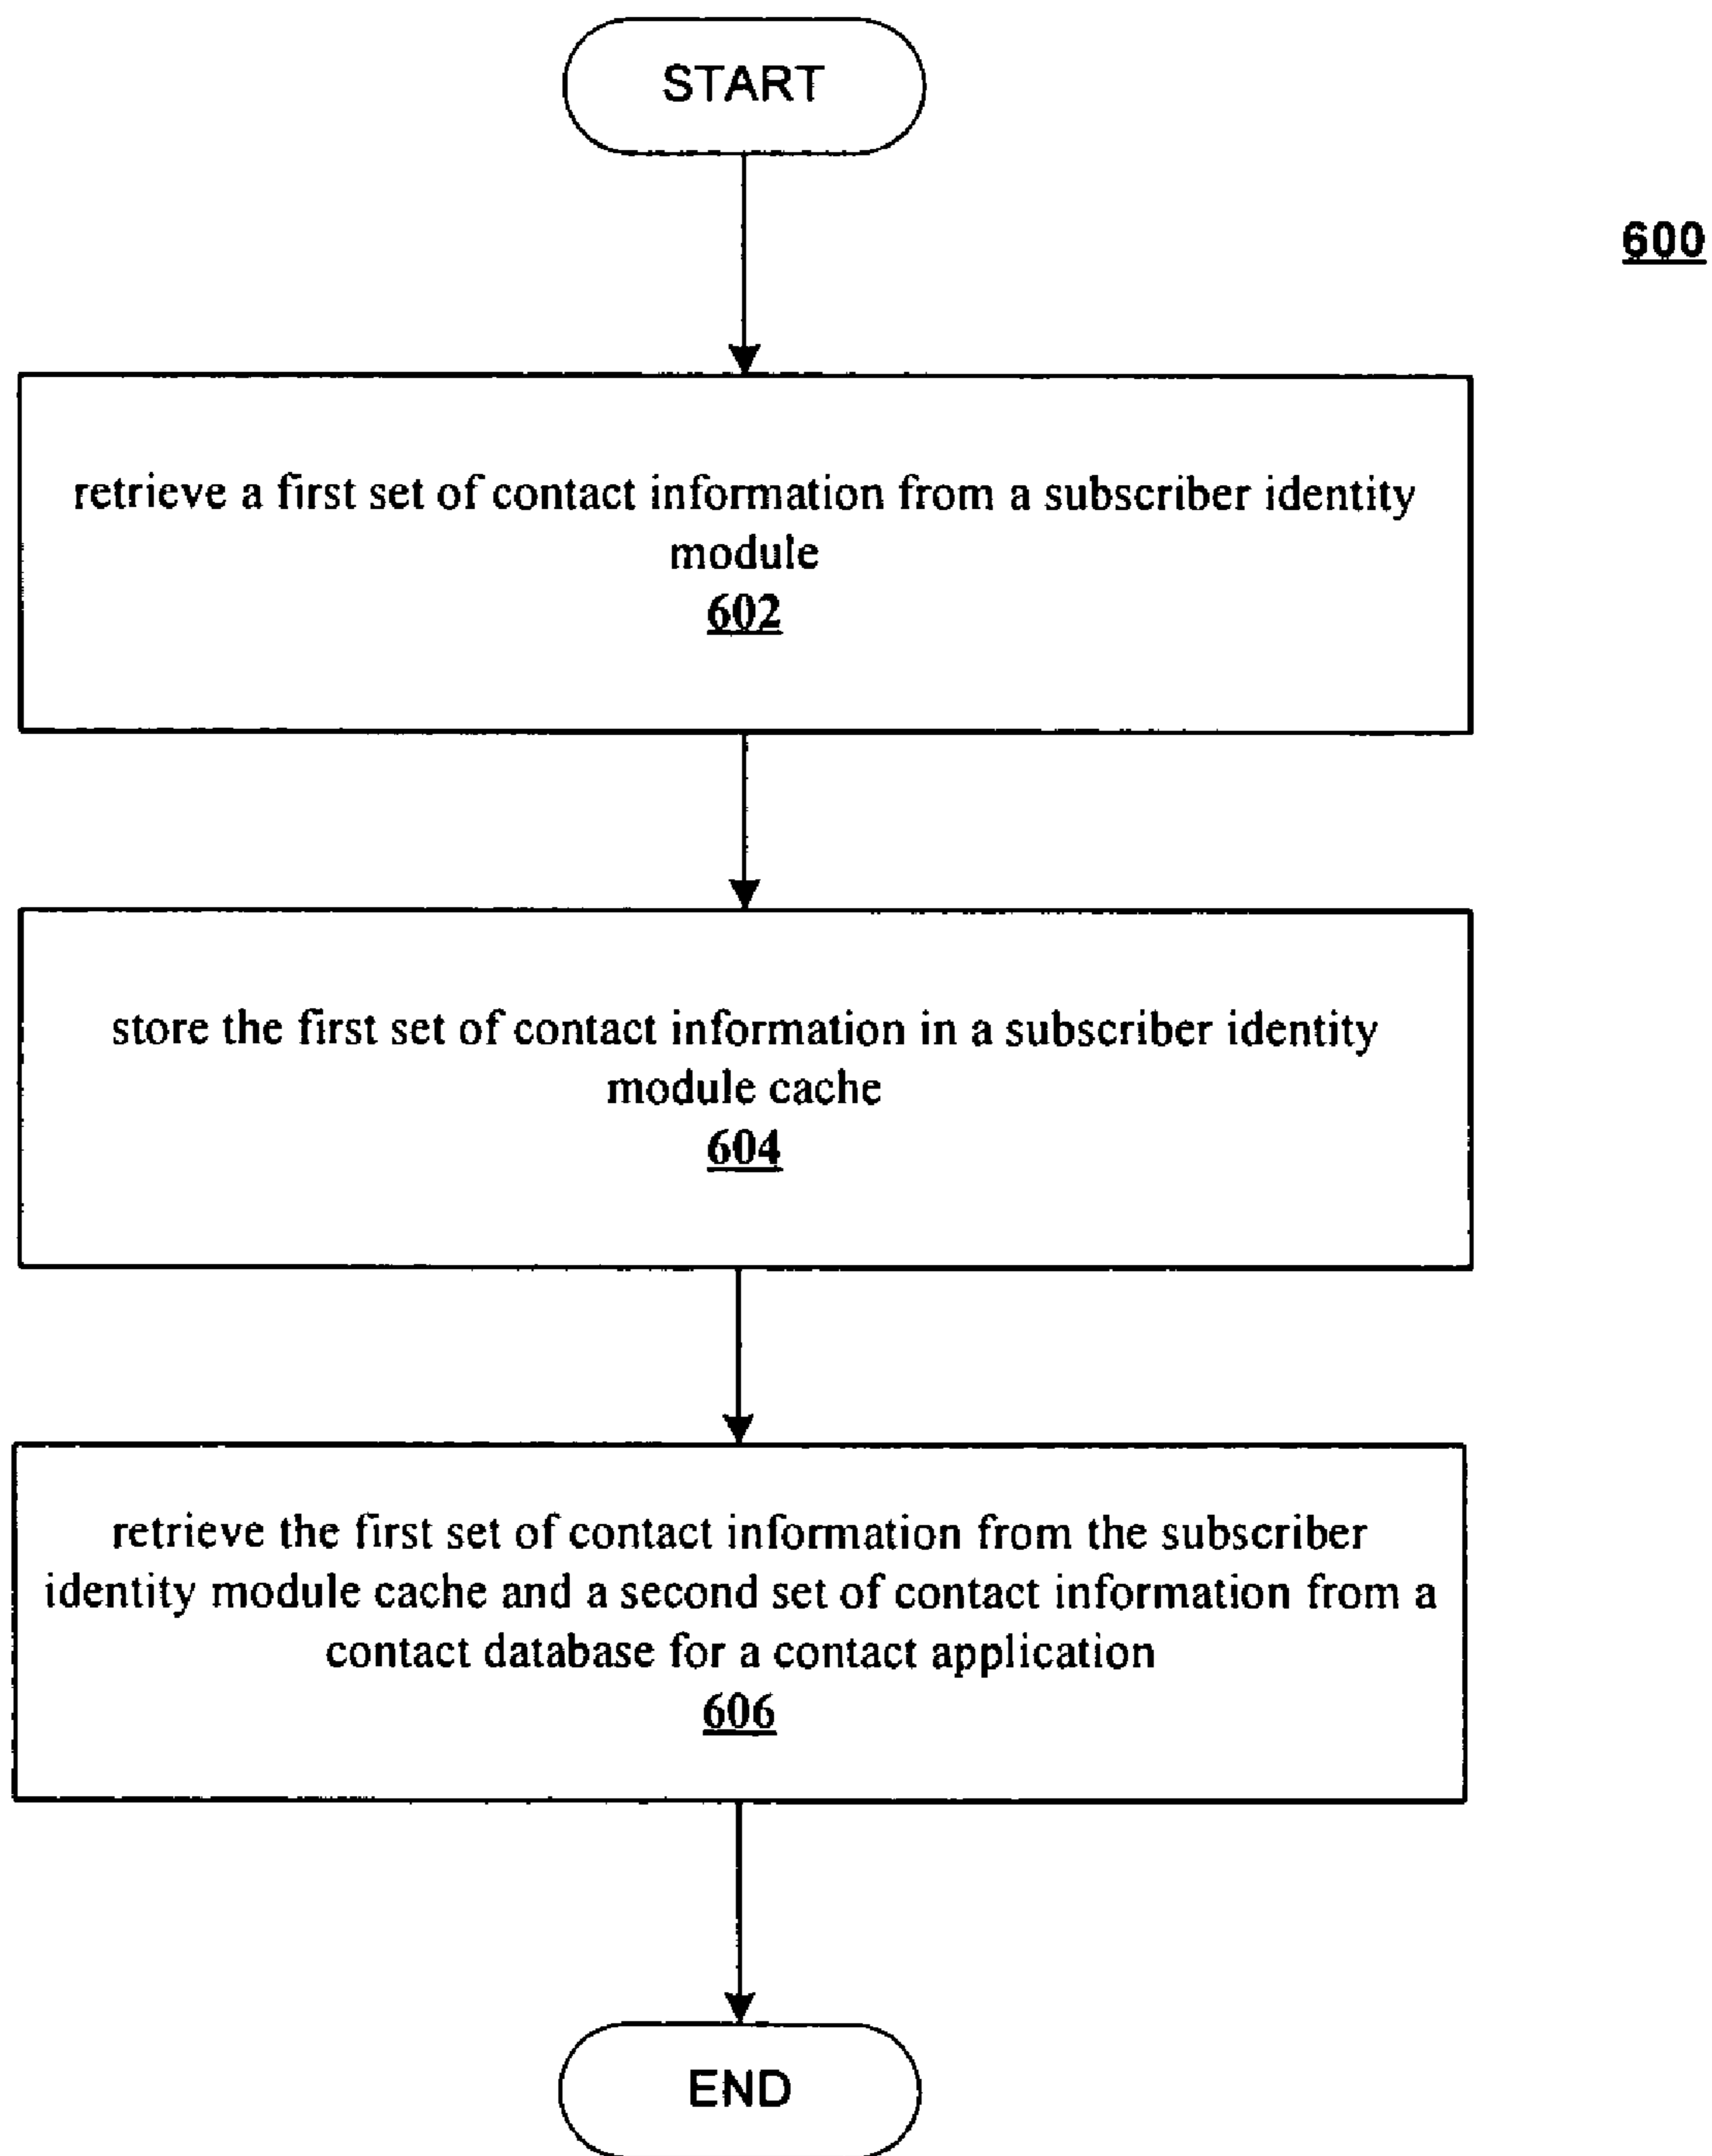 START
600
retrieve a first set of contact information from a subscriber identity
module
602
store the first set of contact information in a subscriber identity
module cache
604
retrieve the first set of contact information from the subscriber
identity module cache and a second set of contact information from a
contact database for a contact application
606
END